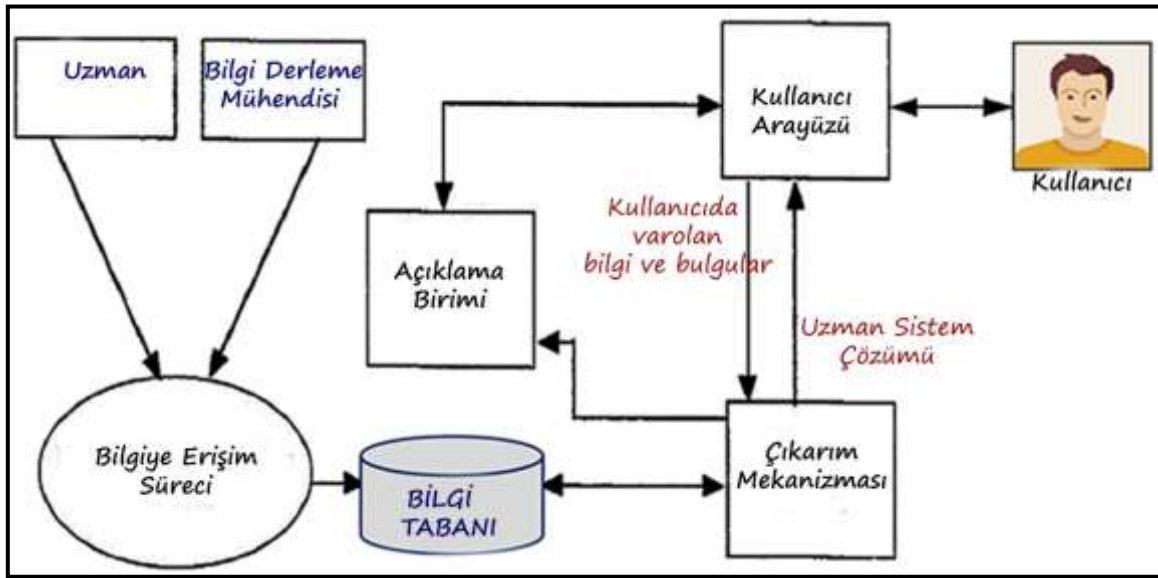 Uzman
Bilgi Derleme
Mühendisi
Kullanıcı
Arayüzü
Kullanıcı
Kullanıcıda
varolan
bilgi ve bulgular
Açıklama
Birimi
Uzman Sistem
Çözümü
Bilgiye Erişim
Süreci
BİLGİ
TABANI
Çıkarım
Mekanizması